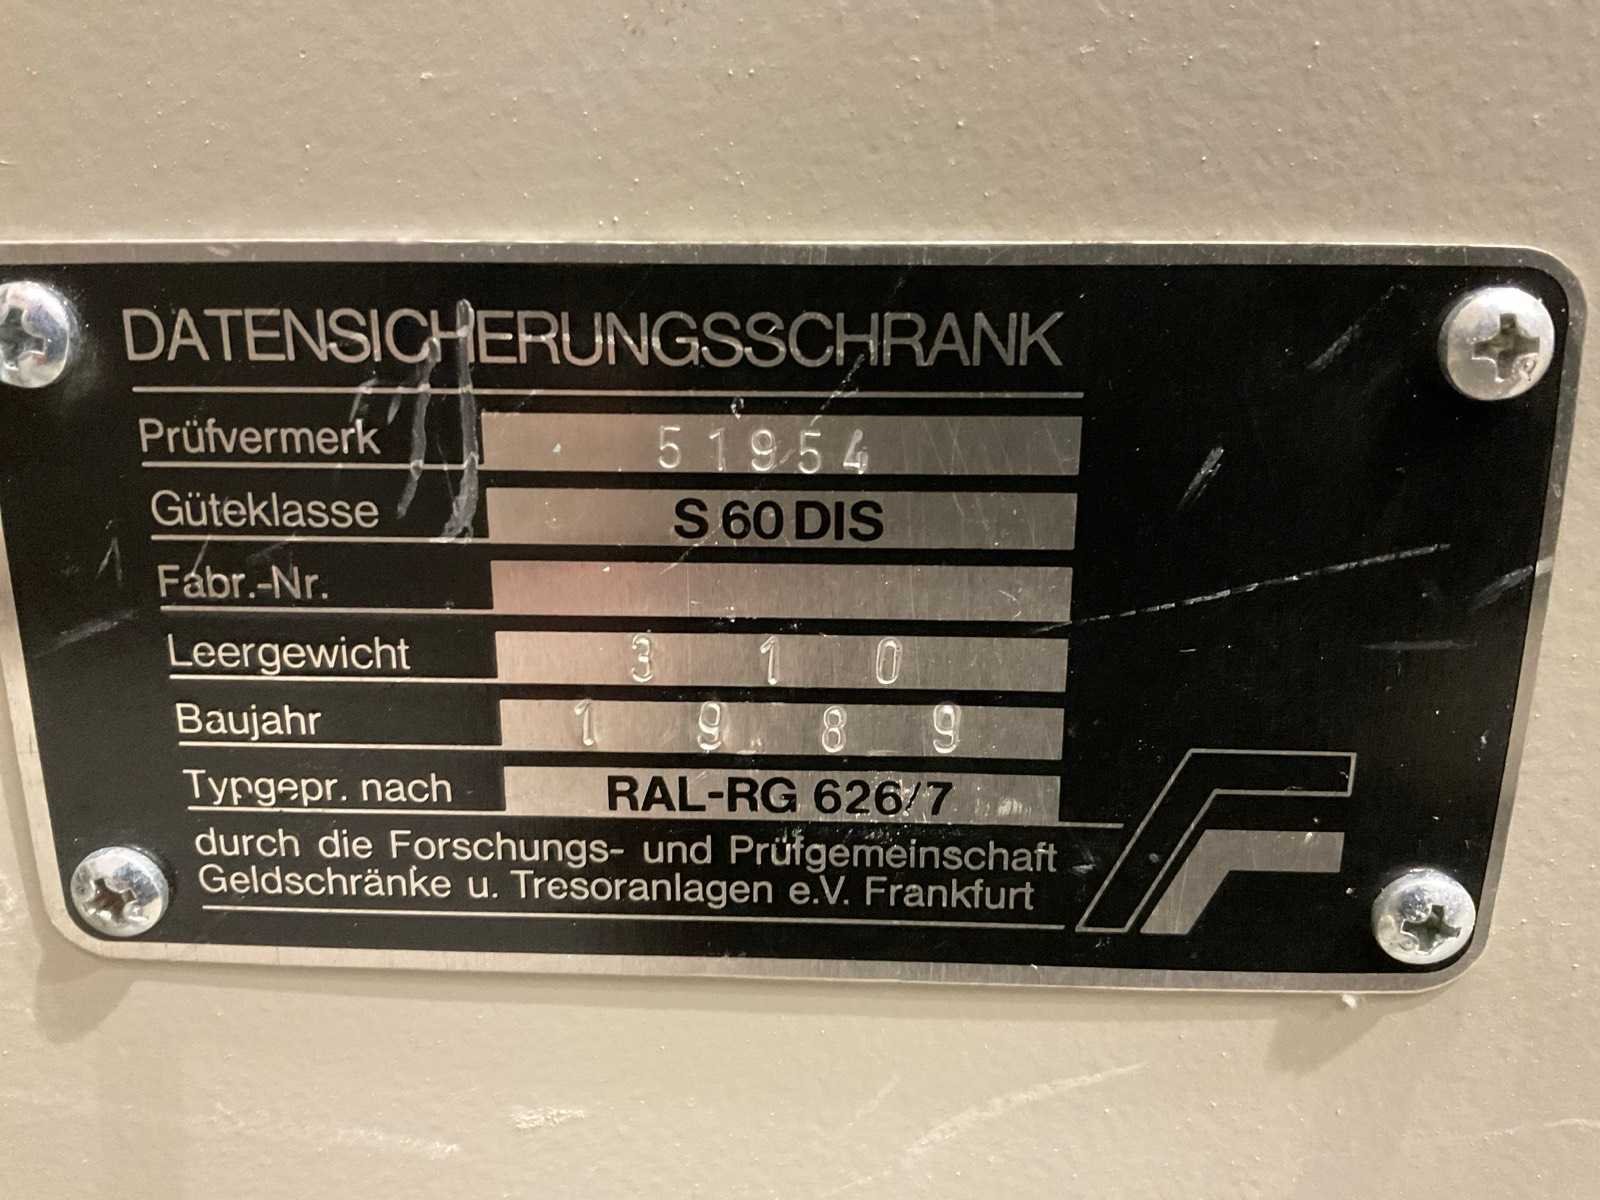 DATENSICHERUNGSSCHRANK
Prüfvermerk 51954
Güteklasse S 60 DIS
Fabr.-Nr.
Leergewicht 310
Baujahr 1989
Typgepr. nach RAL-RG 626/7
durch die Forschungs- und Prüfgemeinschaft
Geldschränke u. Tresoranlagen e.V. Frankfurt